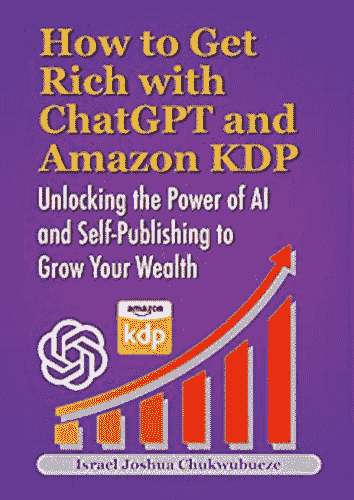 How to Get
Rich with
ChatGPT and
Amazon KDP
Unlocking the Power of AI
and Self-Publishing to
Grow Your Wealth
amazon
kdp
Israel Joshua Chukwubueze